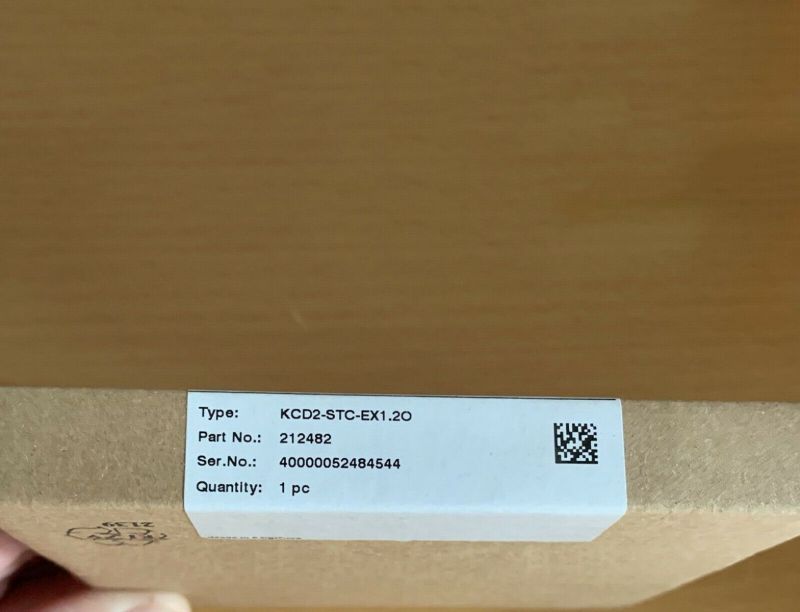 Type: KCD2-STC-EX1.2O
Part No.: 212482
Ser.No.: 40000052484544
Quantity: 1 pc